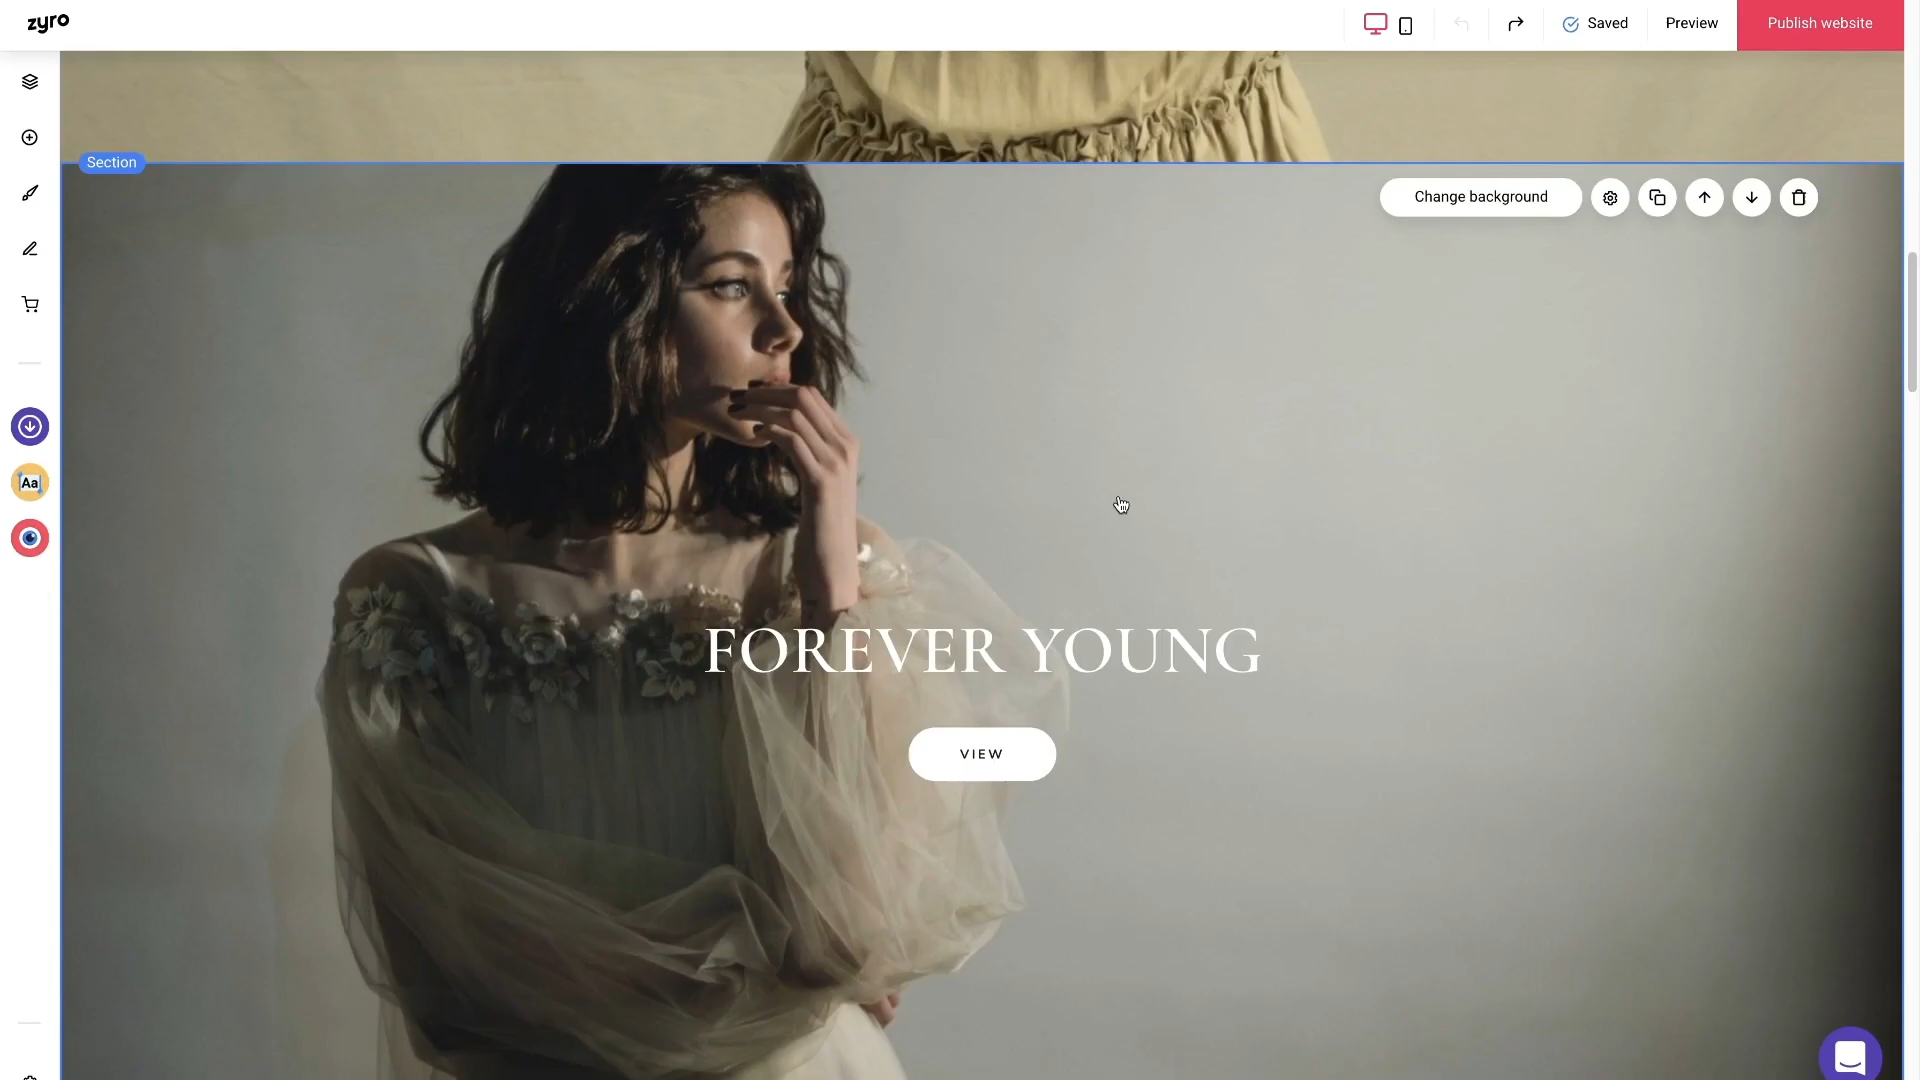 zyro
Saved
Preview
Publish website
Section
Change background
Aa
FOREVER YOUNG
VIEW